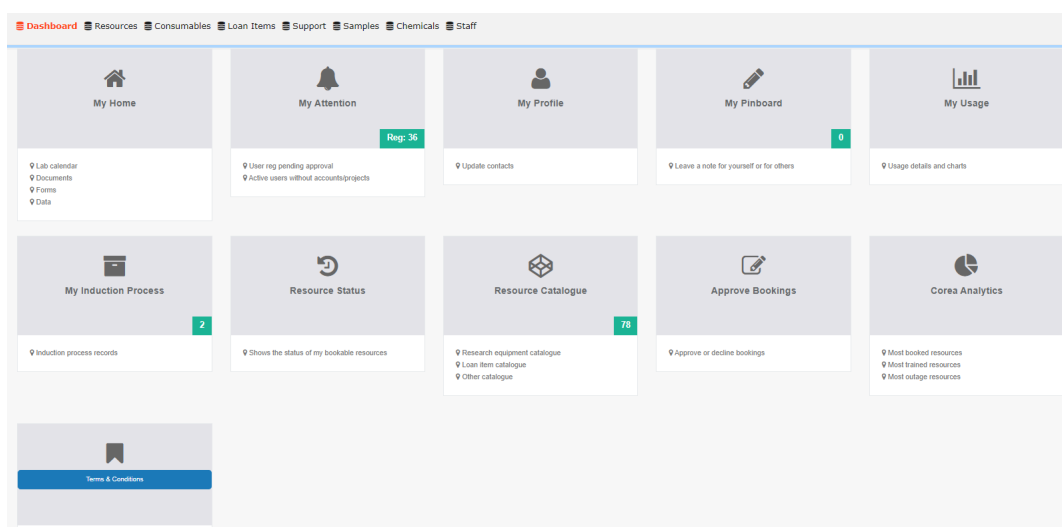 Dashboard Resources Consumables Loan Items Support Samples Chemicals Staff
My Home
My Attention
My Profile
My Pinboard
My Usage
Reg: 36
0
Lab calendar
Documents
Forms
Data
User reg pending approval
Active users without accounts/projects
Update contacts
Leave a note for yourself or for others
Usage details and charts
My Induction Process
Resource Status
Resource Catalogue
Approve Bookings
Corea Analytics
2
78
Induction process records
Shows the status of my bookable resources
Research equipment catalogue
Loan item catalogue
Other catalogue
Approve or decline bookings
Most booked resources
Most trained resources
Most outage resources
Terms & Conditions